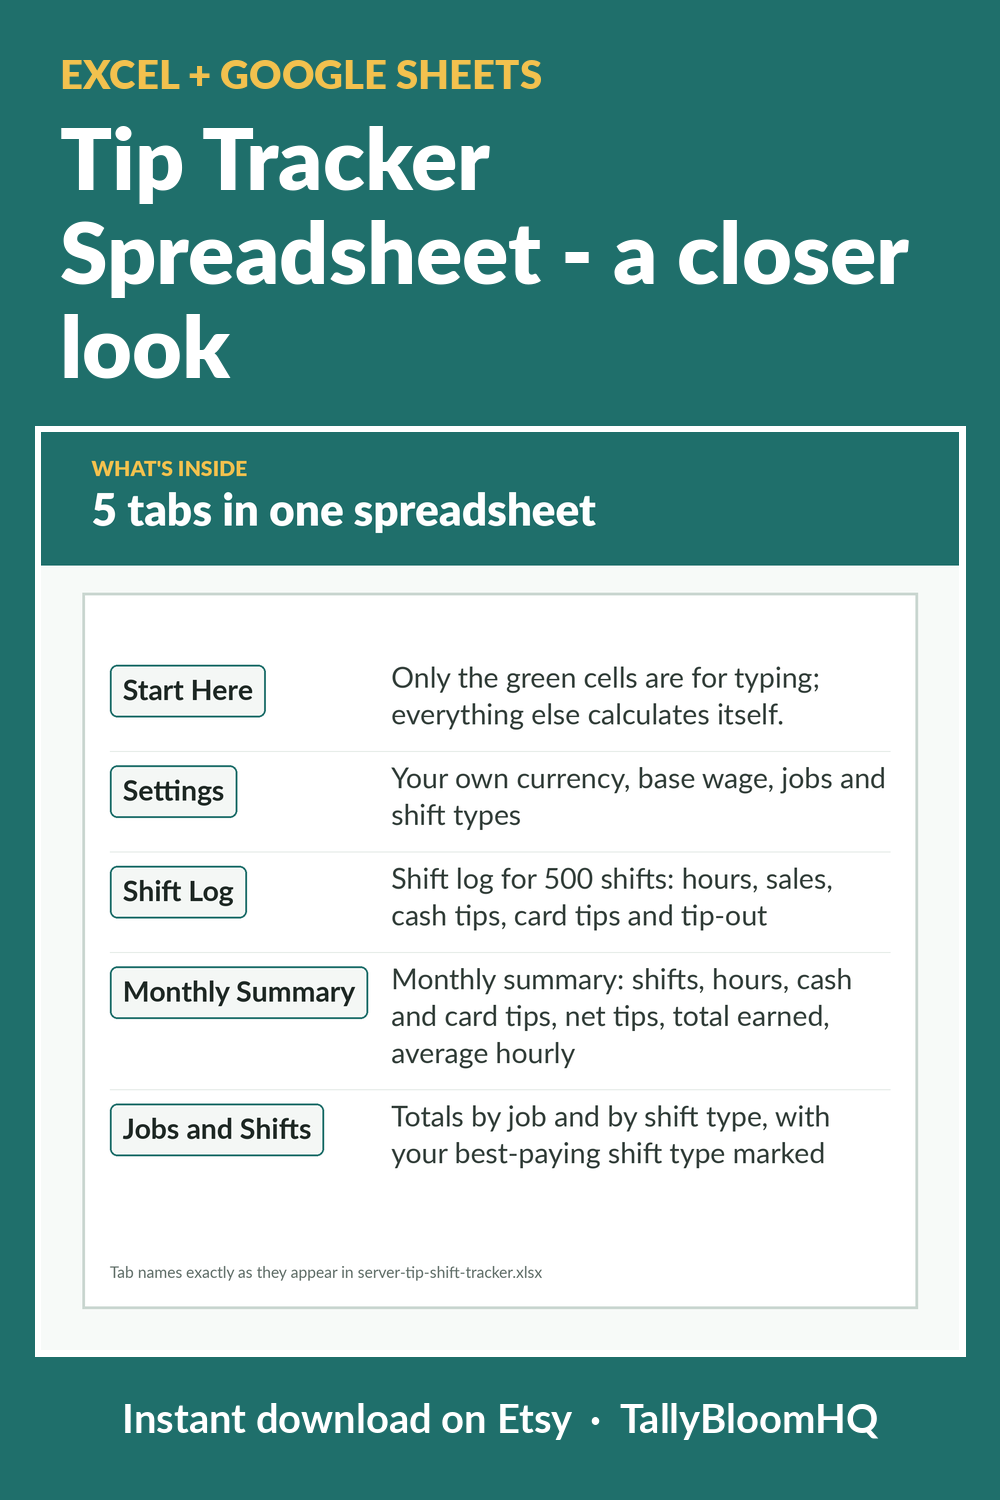 EXCEL + GOOGLE SHEETS
Tip Tracker
Spreadsheet - a closer
look
WHAT'S INSIDE
5 tabs in one spreadsheet
Start Here
Only the green cells are for typing;
everything else calculates itself.
Settings
Your own currency, base wage, jobs and
shift types
Shift Log
Shift log for 500 shifts: hours, sales,
cash tips, card tips and tip-out
Monthly Summary
Monthly summary: shifts, hours, cash
and card tips, net tips, total earned,
average hourly
Jobs and Shifts
Totals by job and by shift type, with
your best-paying shift type marked
Tab names exactly as they appear in server-tip-shift-tracker.xlsx
Instant download on Etsy · TallyBloomHQ